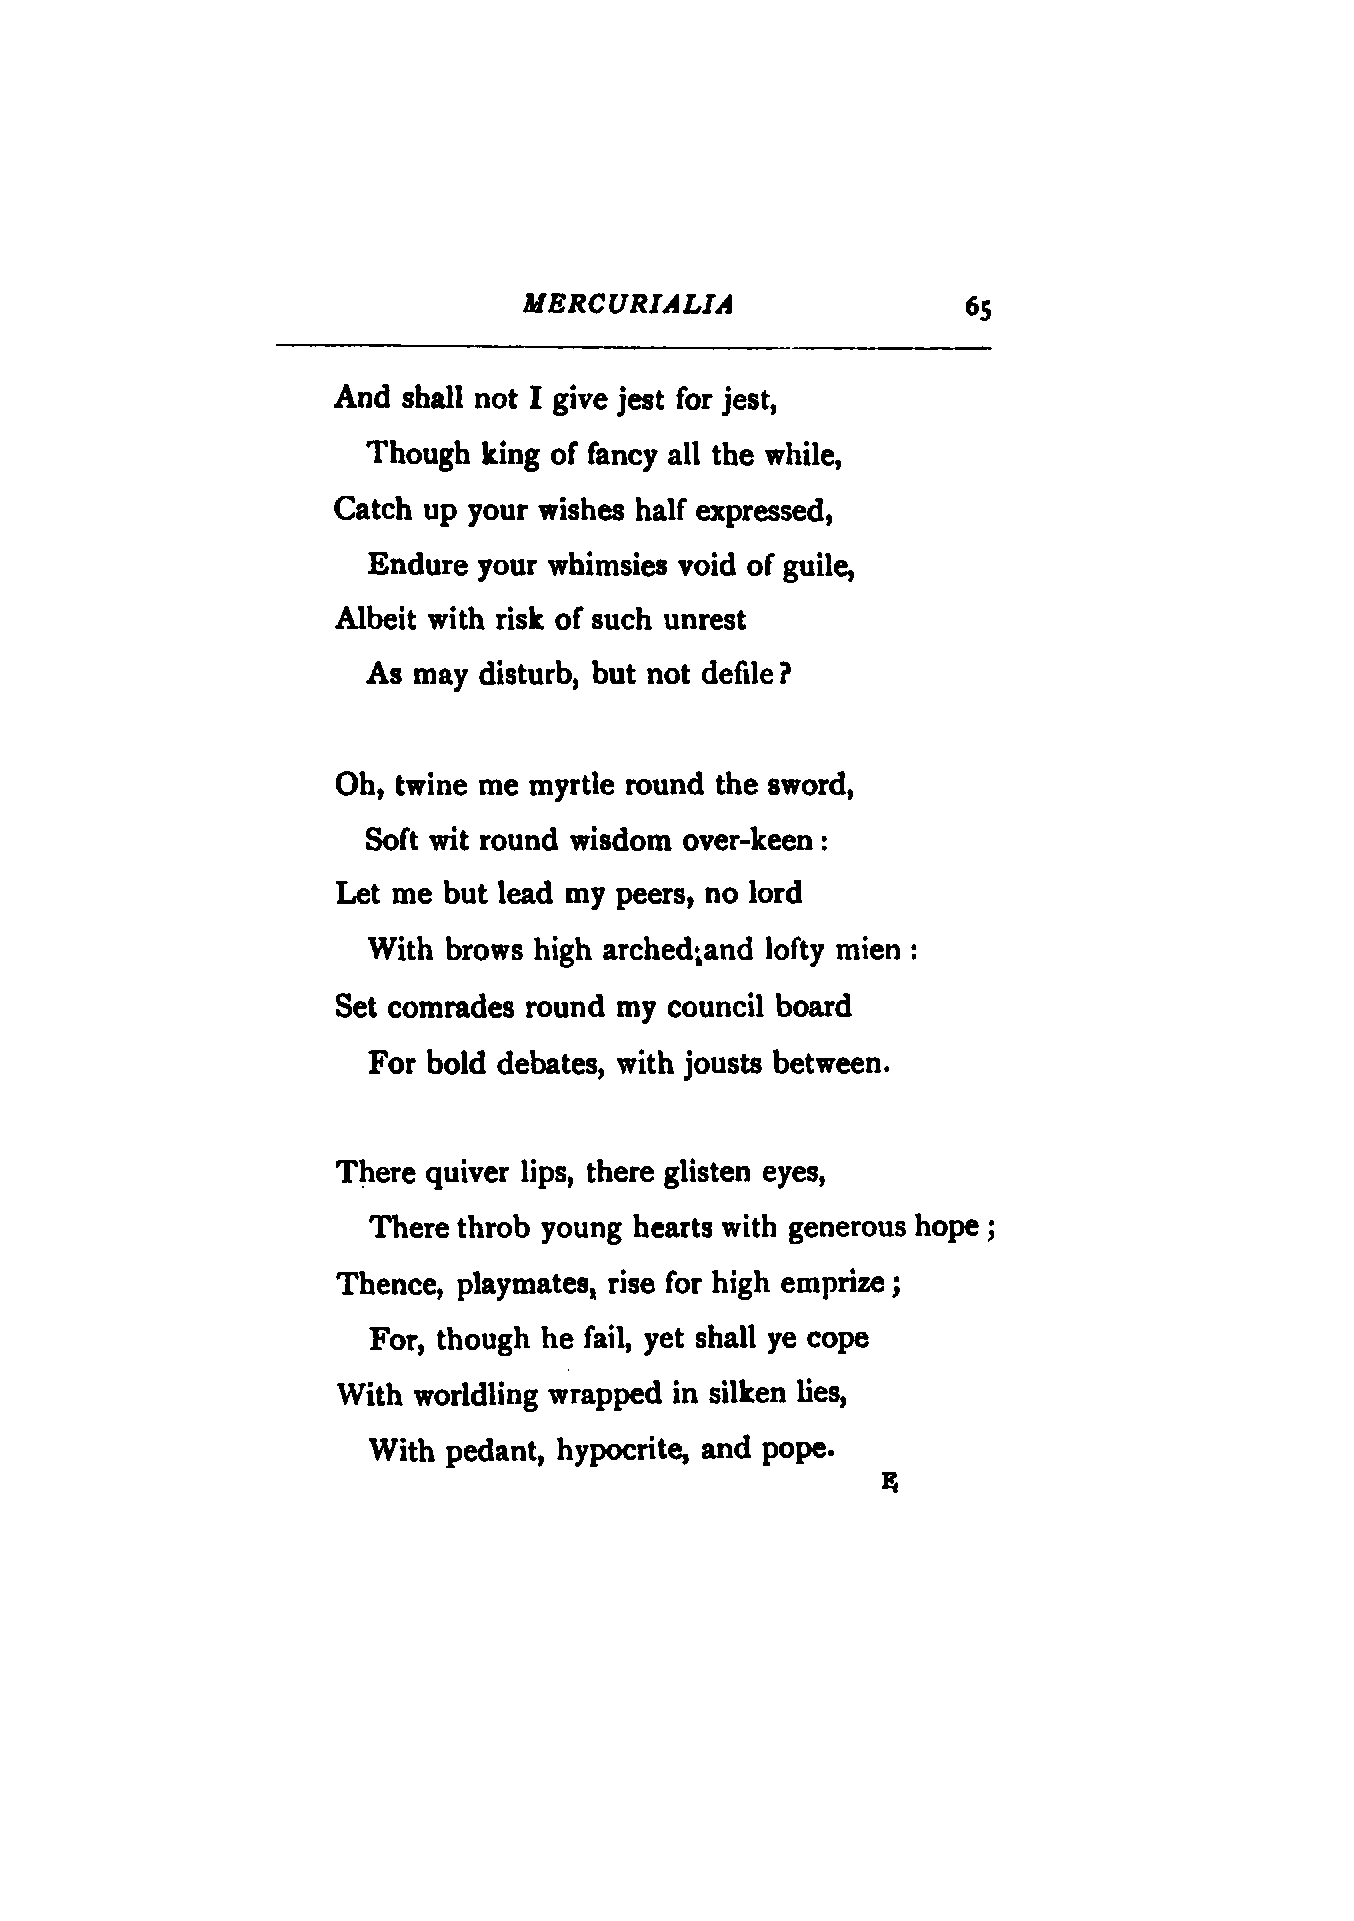 MERCURIALIA 65
And shall not I give jest for jest,
Though king of fancy all the while,
Catch up your wishes half expressed,
Endure your whimsies void of guile,
Albeit with risk of such unrest
As may disturb, but not defile?
Oh, twine me myrtle round the sword,
Soft wit round wisdom over-keen:
Let me but lead my peers, no lord
With brows high arched and lofty mien:
Set comrades round my council board
For bold debates, with jousts between.
There quiver lips, there glisten eyes,
There throb young hearts with generous hope;
Thence, playmates, rise for high emprize;
For, though he fail, yet shall ye cope
With worldling wrapped in silken lies,
With pedant, hypocrite, and pope.
E